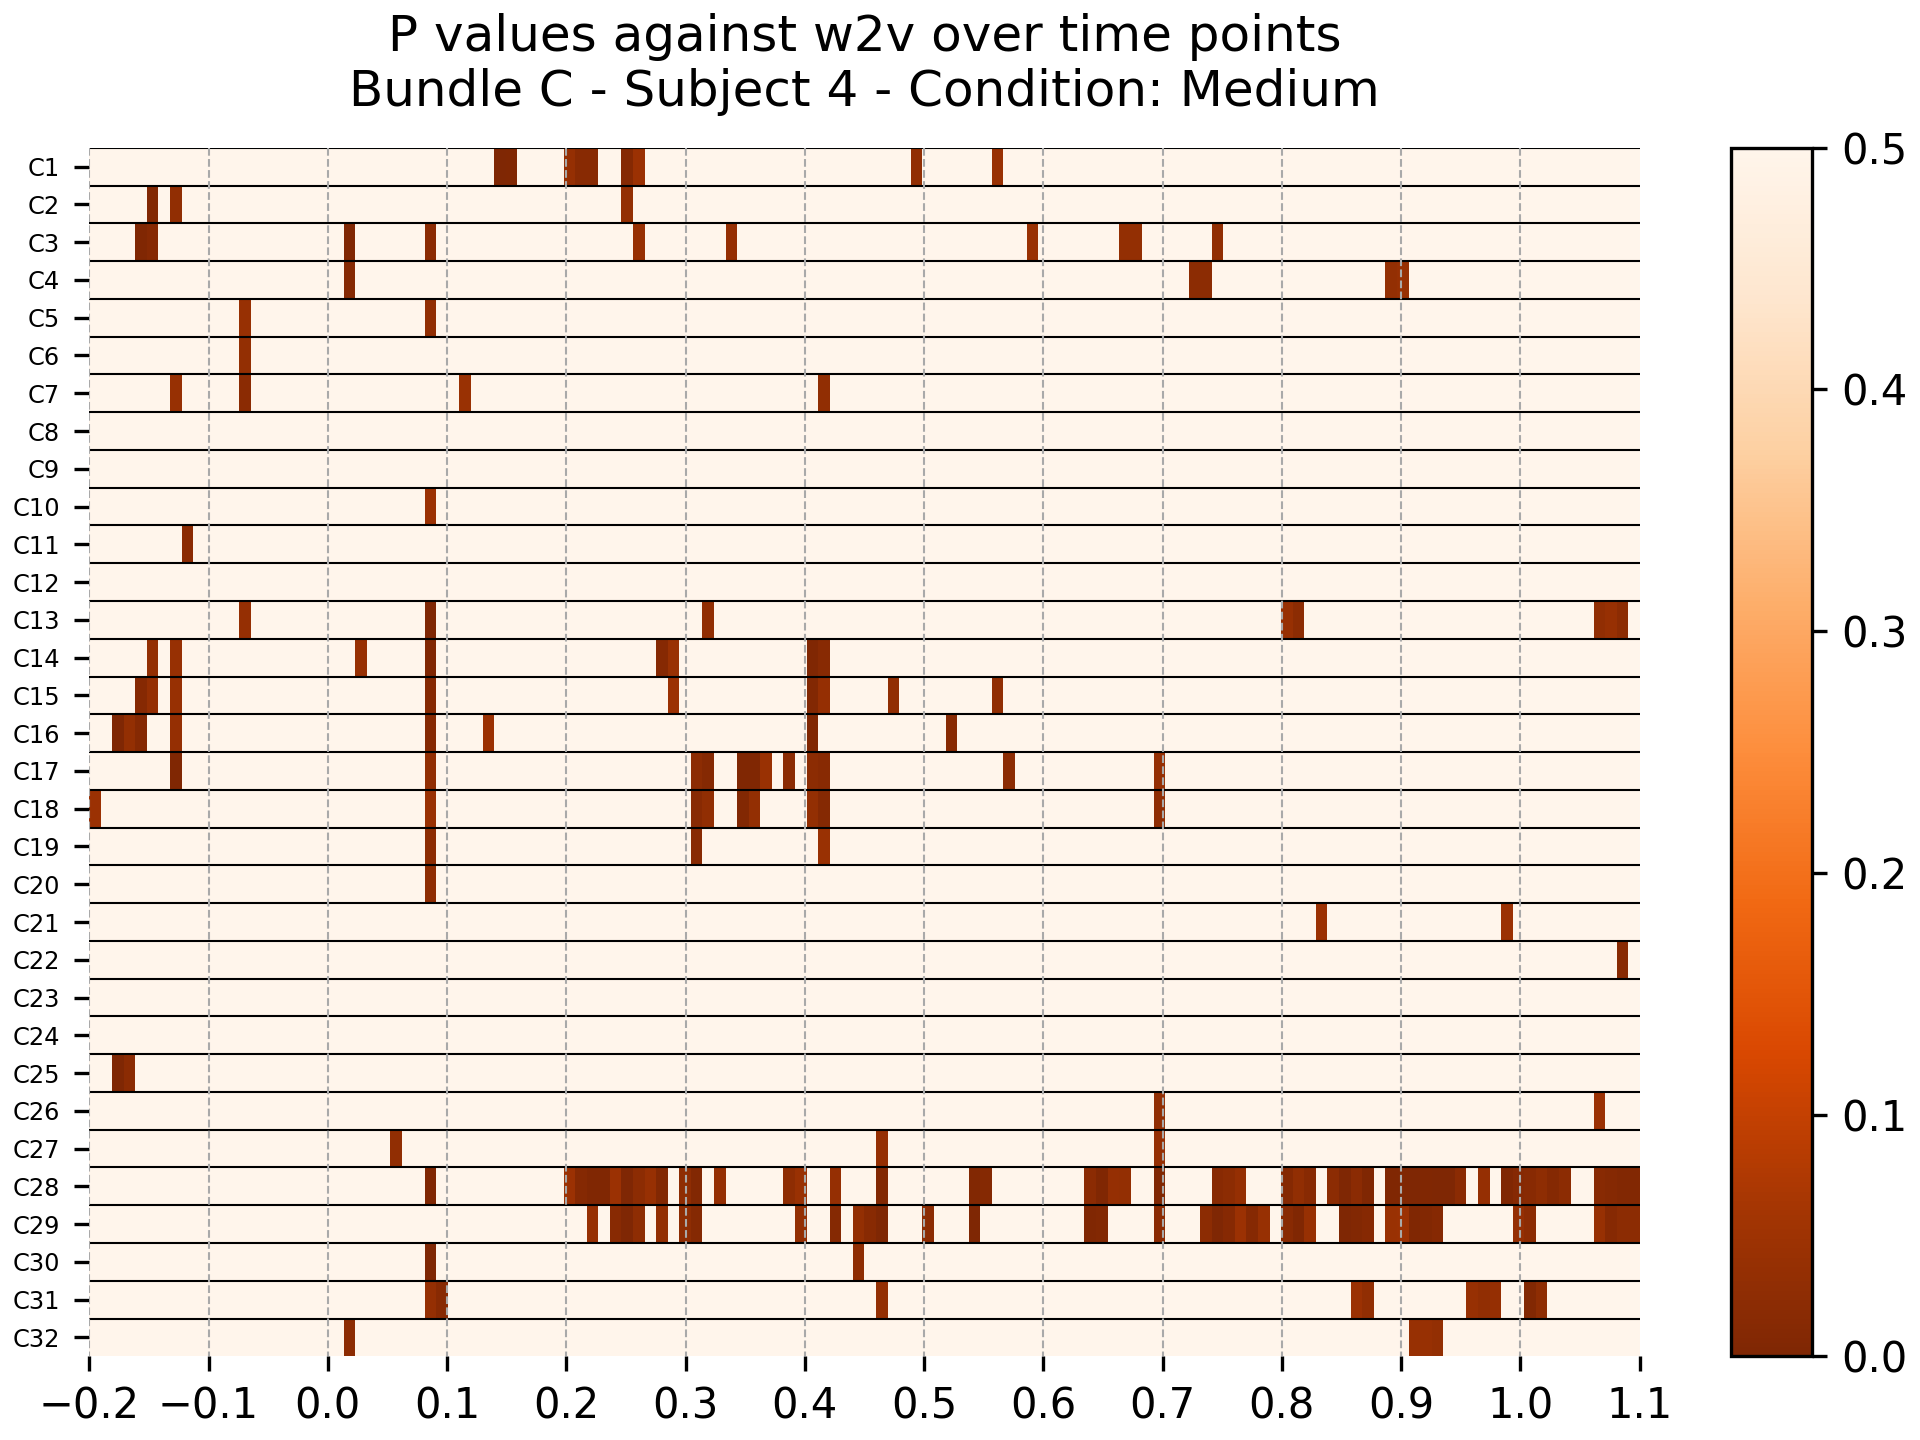 P values against w2v over time points
Bundle C - Subject 4 - Condition: Medium
C1
C2
C3
C4
C5
C6
C7
C8
C9
C10
C11
C12
C13
C14
C15
C16
C17
C18
C19
C20
C21
C22
C23
C24
C25
C26
C27
C28
C29
C30
C31
C32
−0.2 −0.1 0.0 0.1 0.2 0.3 0.4 0.5 0.6 0.7 0.8 0.9 1.0 1.1
0.5
0.4
0.3
0.2
0.1
0.0